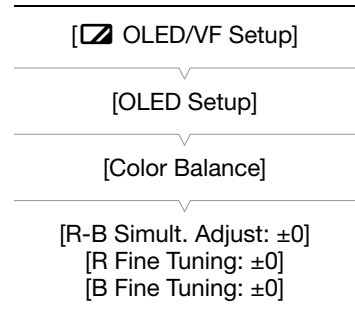 [OLED/VF Setup]
[OLED Setup]
[Color Balance]
[R-B Simult. Adjust: ±0]
[R Fine Tuning: ±0]
[B Fine Tuning: ±0]